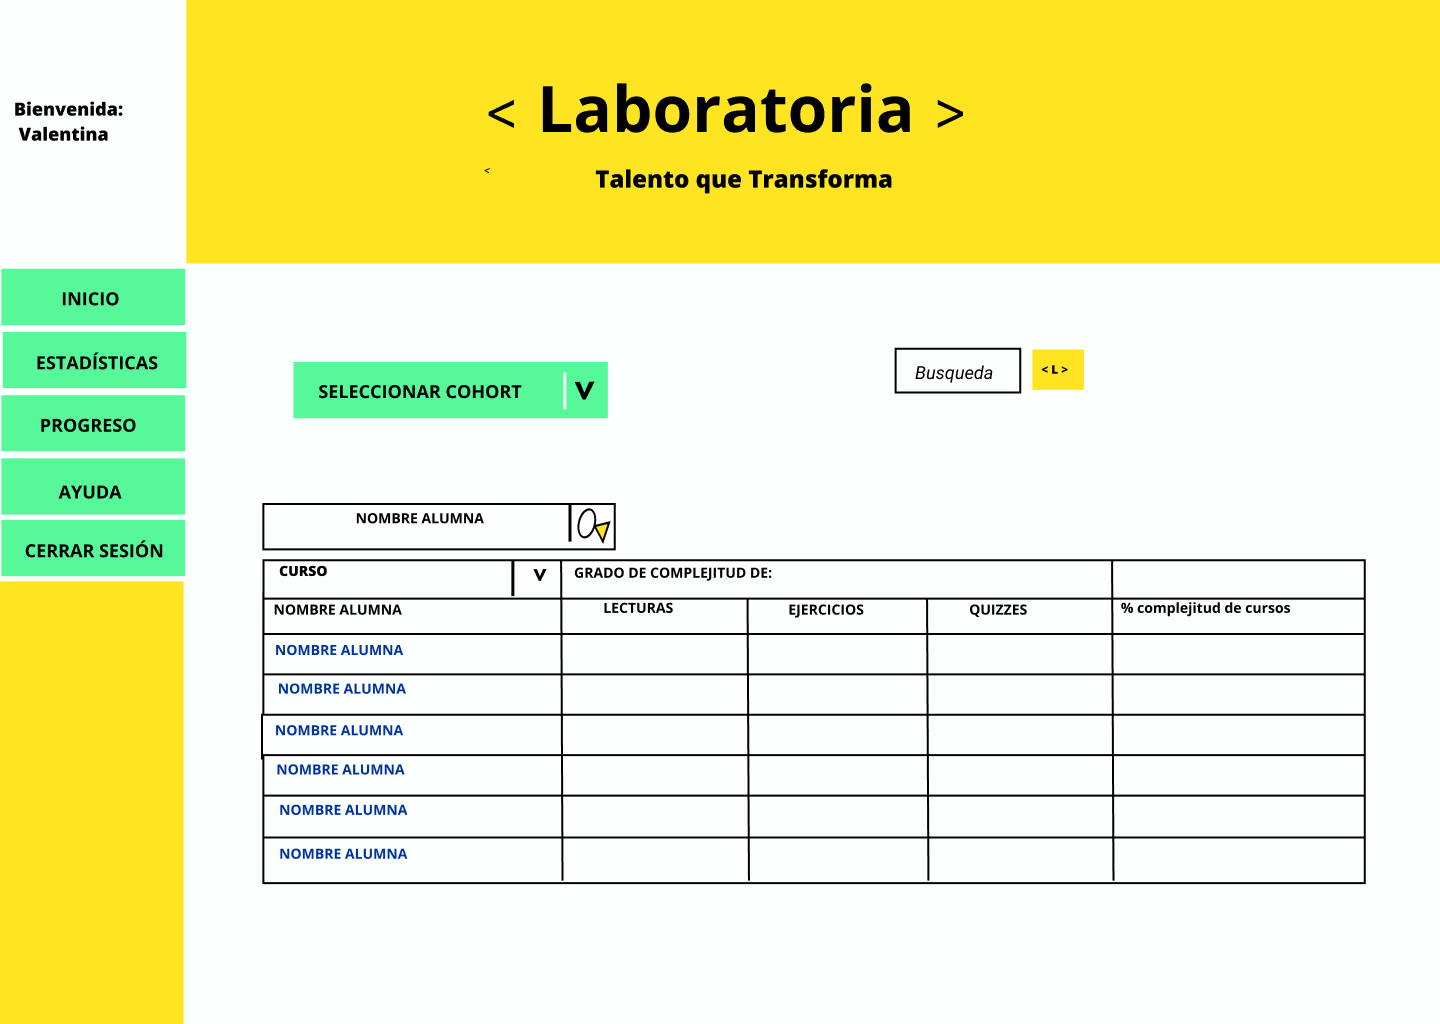 Bienvenida:
Valentina
< Laboratoria >
<
Talento que Transforma
INICIO
ESTADÍSTICAS
PROGRESO
AYUDA
CERRAR SESIÓN
SELECCIONAR COHORT V
Busqueda
< L >
NOMBRE ALUMNA
CURSO V GRADO DE COMPLEJITUD DE:
NOMBRE ALUMNA LECTURAS EJERCICIOS QUIZZES % complejitud de cursos
NOMBRE ALUMNA
NOMBRE ALUMNA
NOMBRE ALUMNA
NOMBRE ALUMNA
NOMBRE ALUMNA
NOMBRE ALUMNA